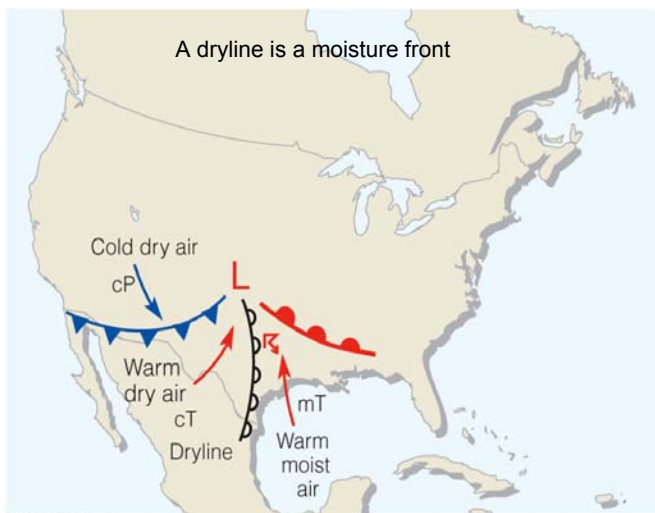 A dryline is a moisture front
Cold dry air
cP
L
Warm
dry air
cT
Dryline
mT
Warm
moist
air